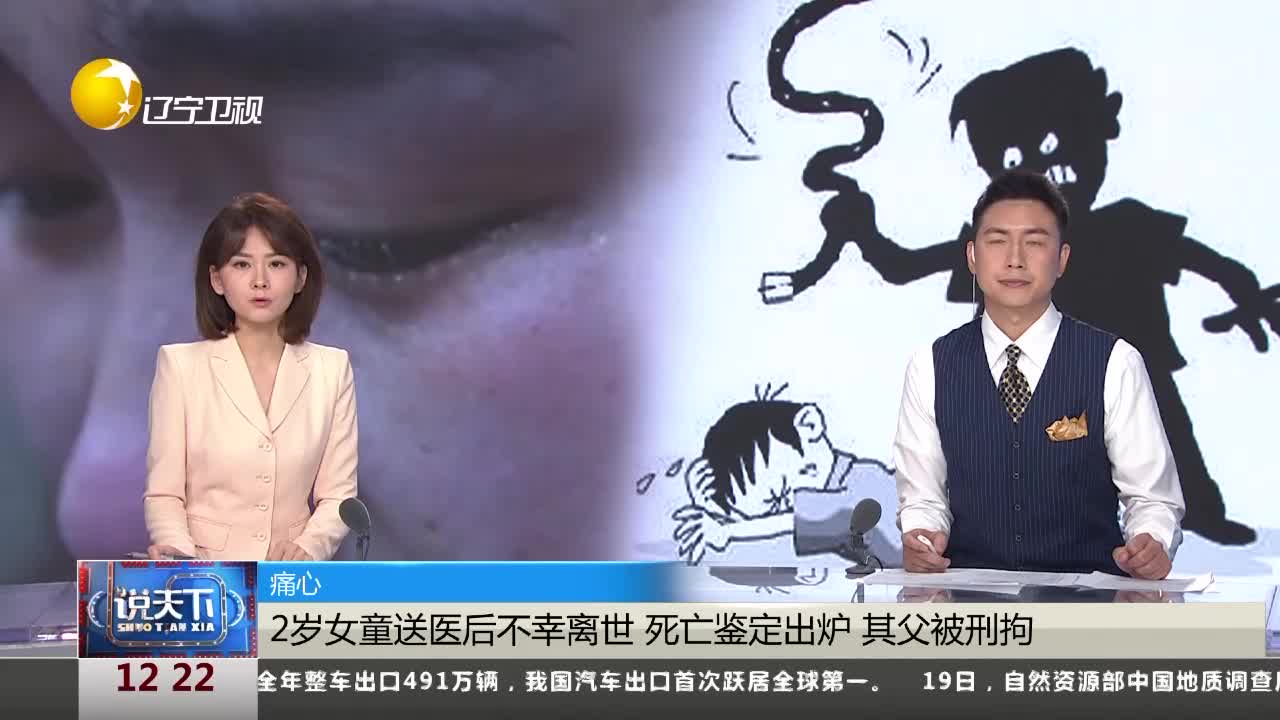 辽宁卫视
痛心
说天下
SHUO TIAN XIA
2岁女童送医后不幸离世 死亡鉴定出炉 其父被刑拘
12 22
全年整车出口491万辆，我国汽车出口首次跃居全球第一。 19日，自然资源部中国地质调查